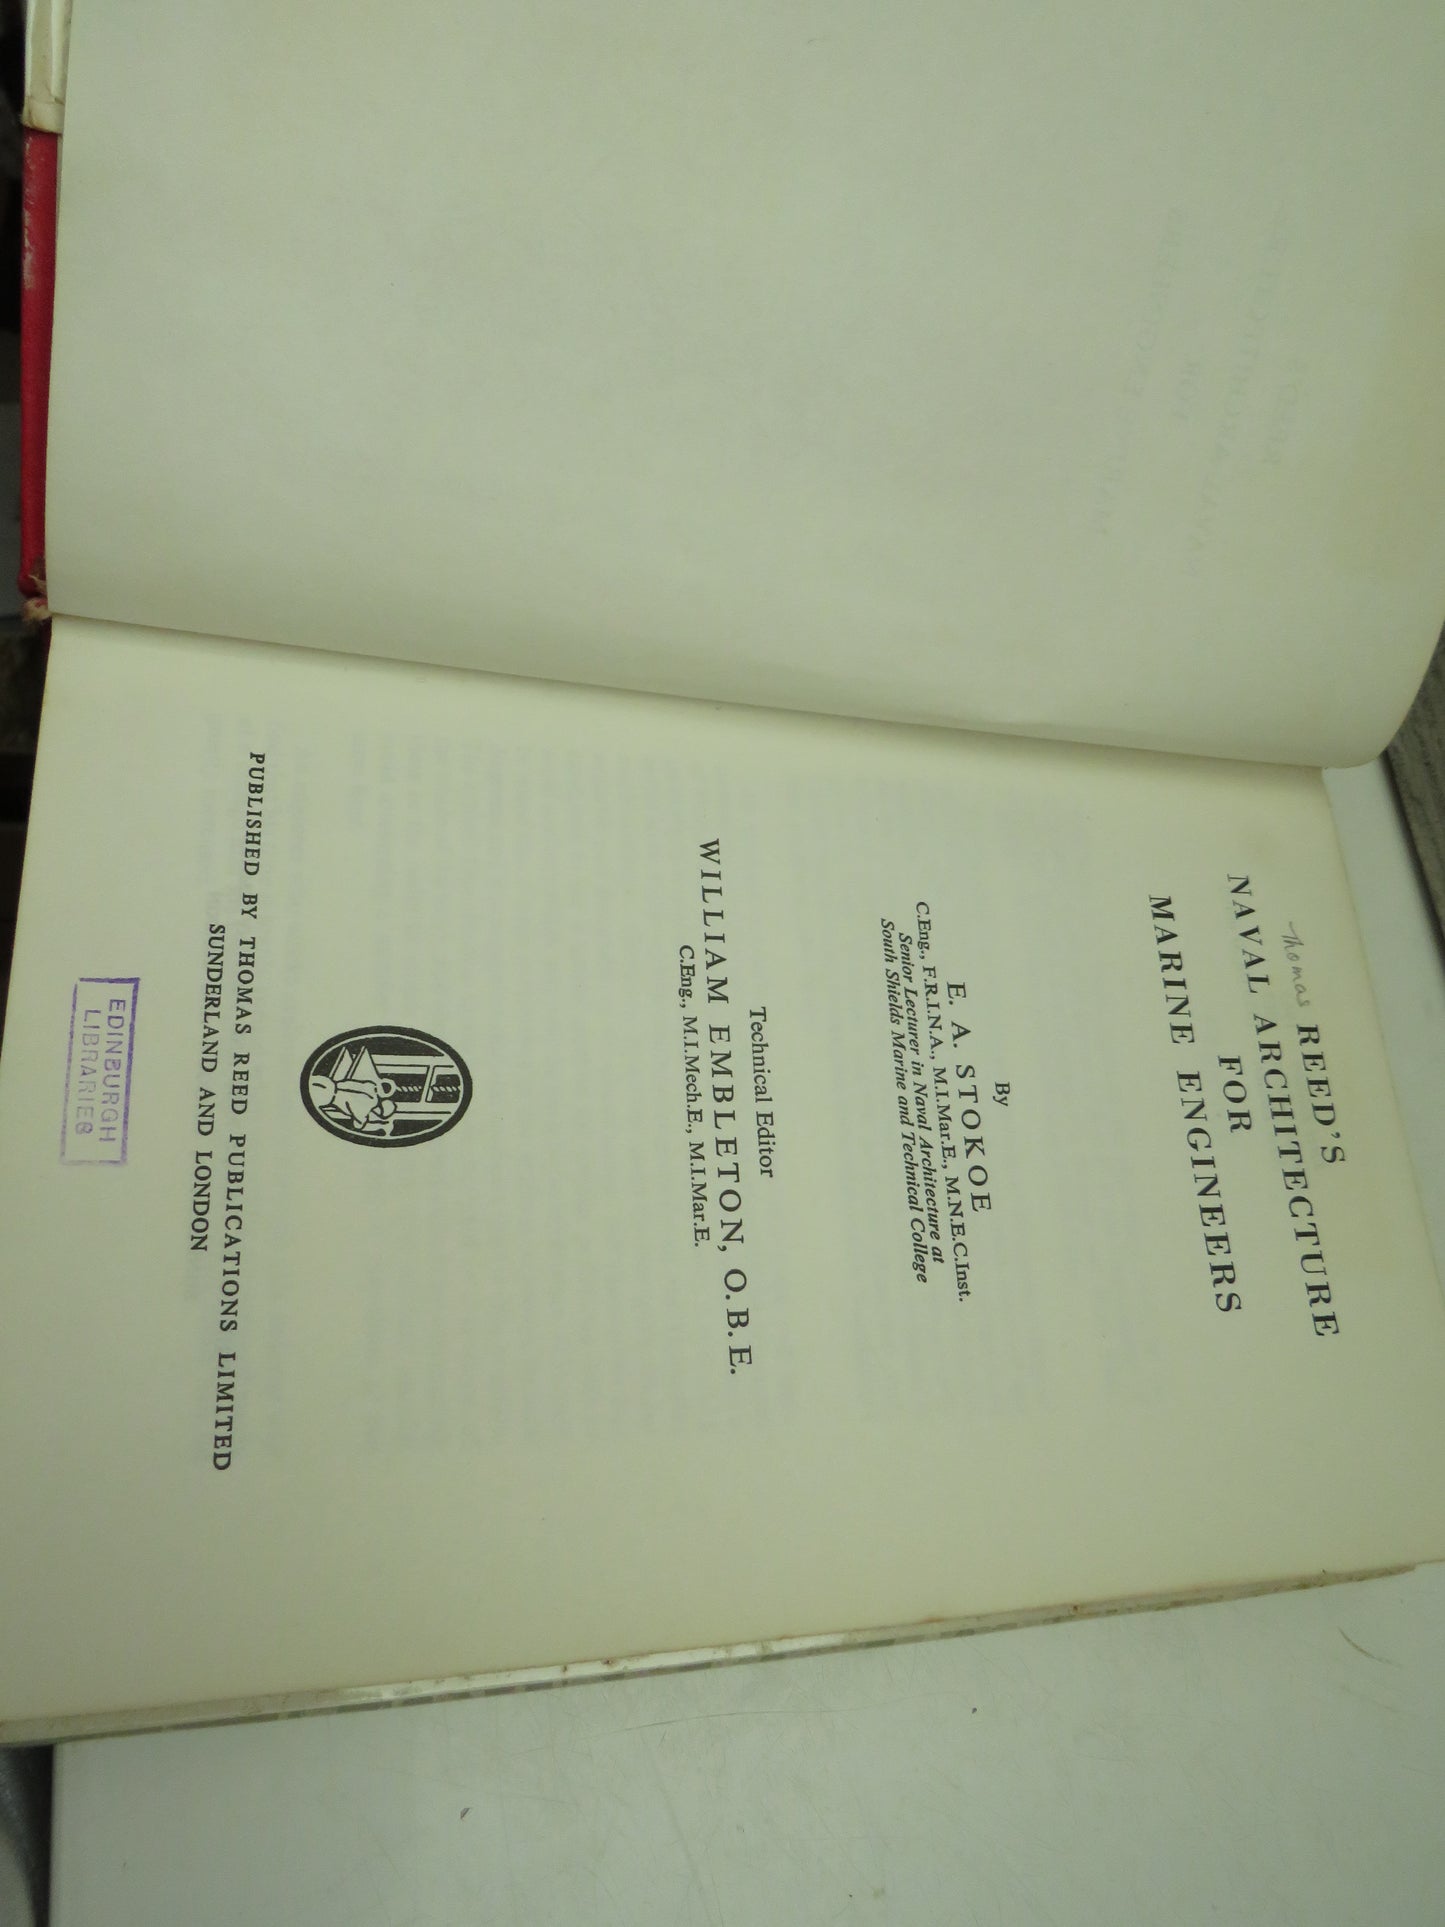 Thomas REED'S
NAVAL ARCHITECTURE
FOR
MARINE ENGINEERS
By
E. A. STOKOE
C.Eng., F.R.I.N.A., M.I.Mar.E., M.N.E.C.Inst.
Senior Lecturer in Naval Architecture at
South Shields Marine and Technical College
Technical Editor
WILLIAM EMBLETON, O.B.E.
C.Eng., M.I.Mech.E., M.I.Mar.E.
PUBLISHED BY THOMAS REED PUBLICATIONS LIMITED
SUNDERLAND AND LONDON
EDINBURGH
LIBRARIES